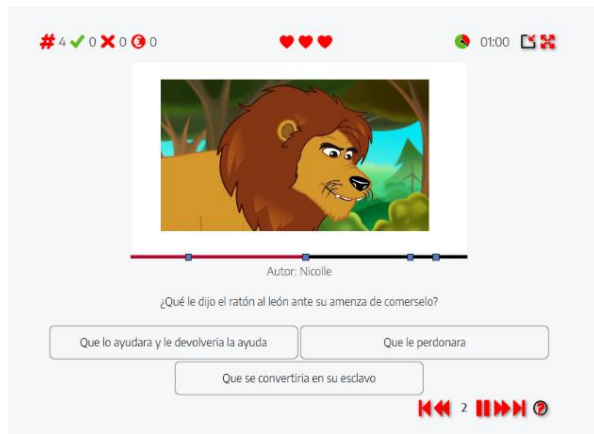 # 4 0 0 0 01:00
Autor: Nicolle
¿Qué le dijo el ratón al león ante su amenza de comerselo?
Que lo ayudara y le devolveria la ayuda
Que le perdonara
Que se convertiria en su esclavo
2